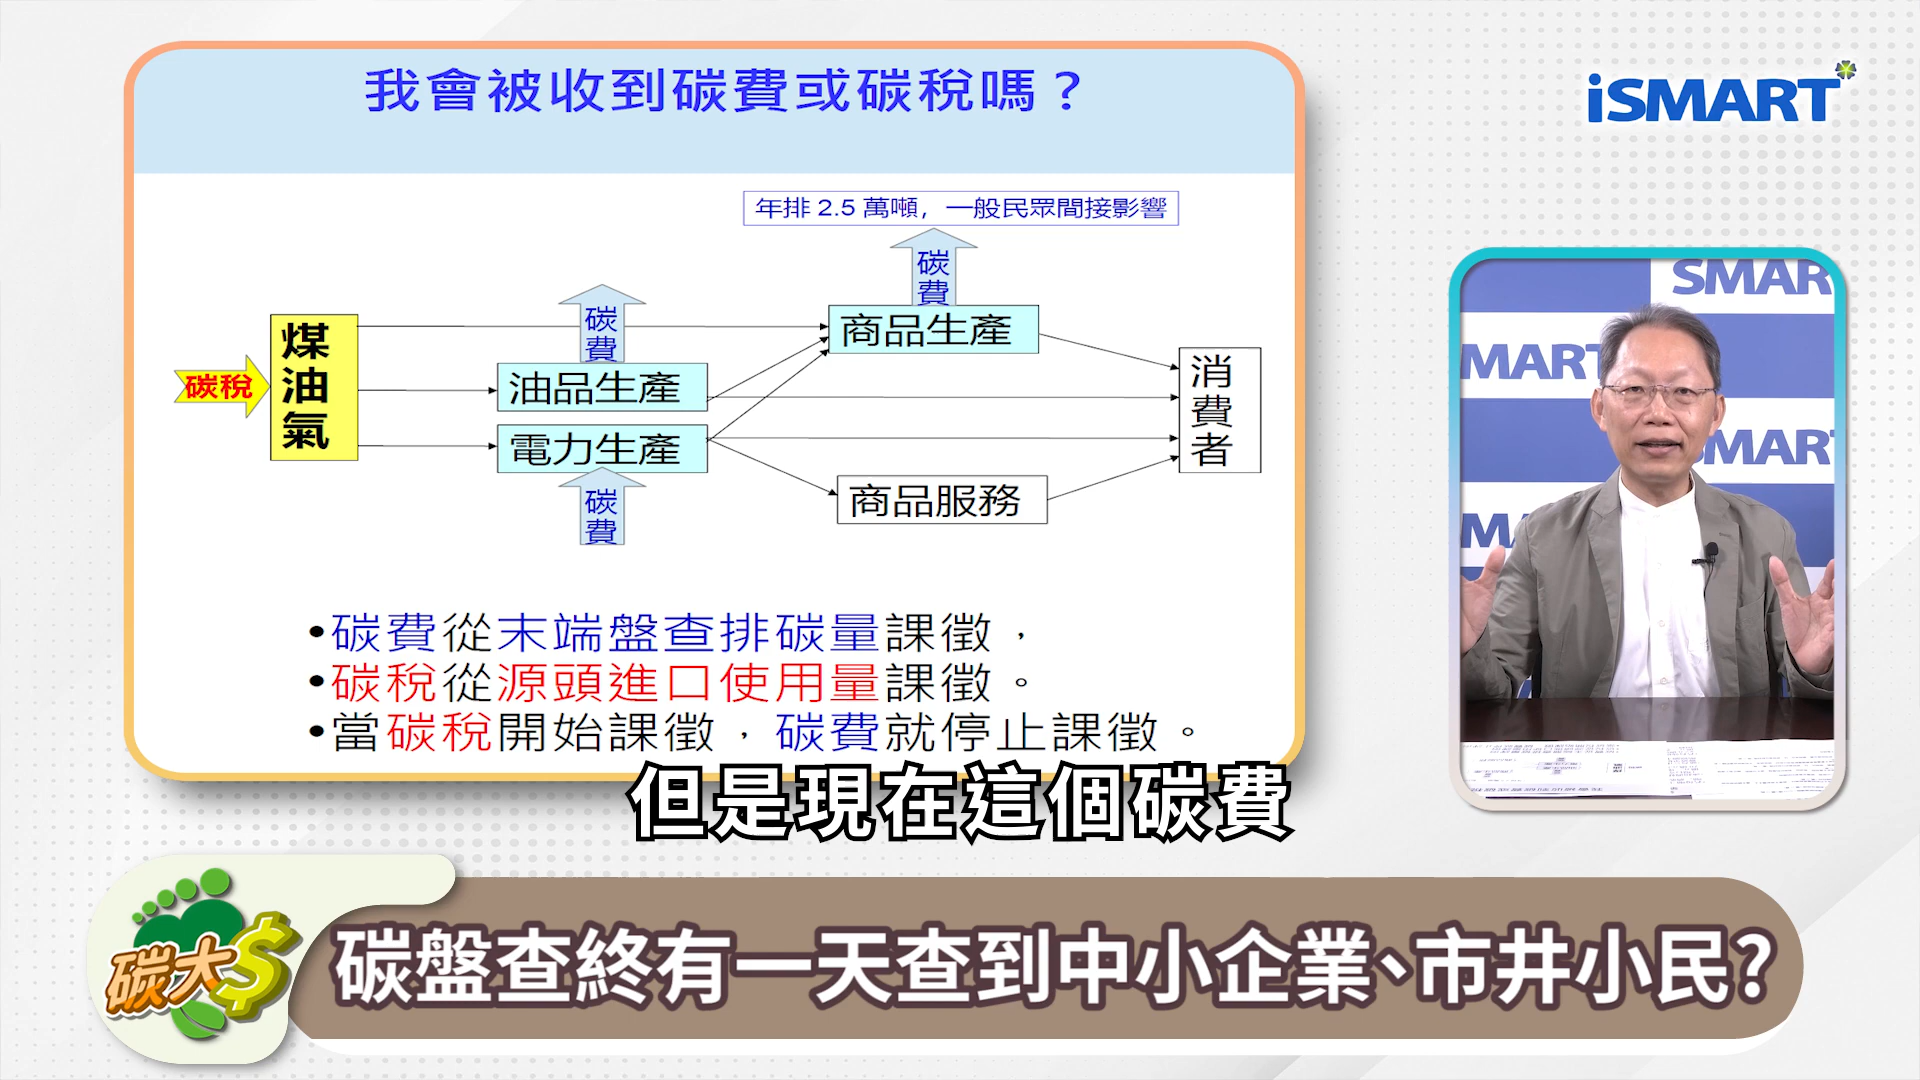 我會被收到碳費或碳稅嗎？
iSMART
年排 2.5 萬噸，一般民眾間接影響
碳費
碳費
商品生產
煤油氣
碳稅
油品生產
消費者
電力生產
商品服務
碳費
•碳費從末端盤查排碳量課徵，
•碳稅從源頭進口使用量課徵。
•當碳稅開始課徵，碳費就停止課徵。
SMAR
MART
SMART
但是現在這個碳費
碳大$
碳盤查終有一天查到中小企業、市井小民?